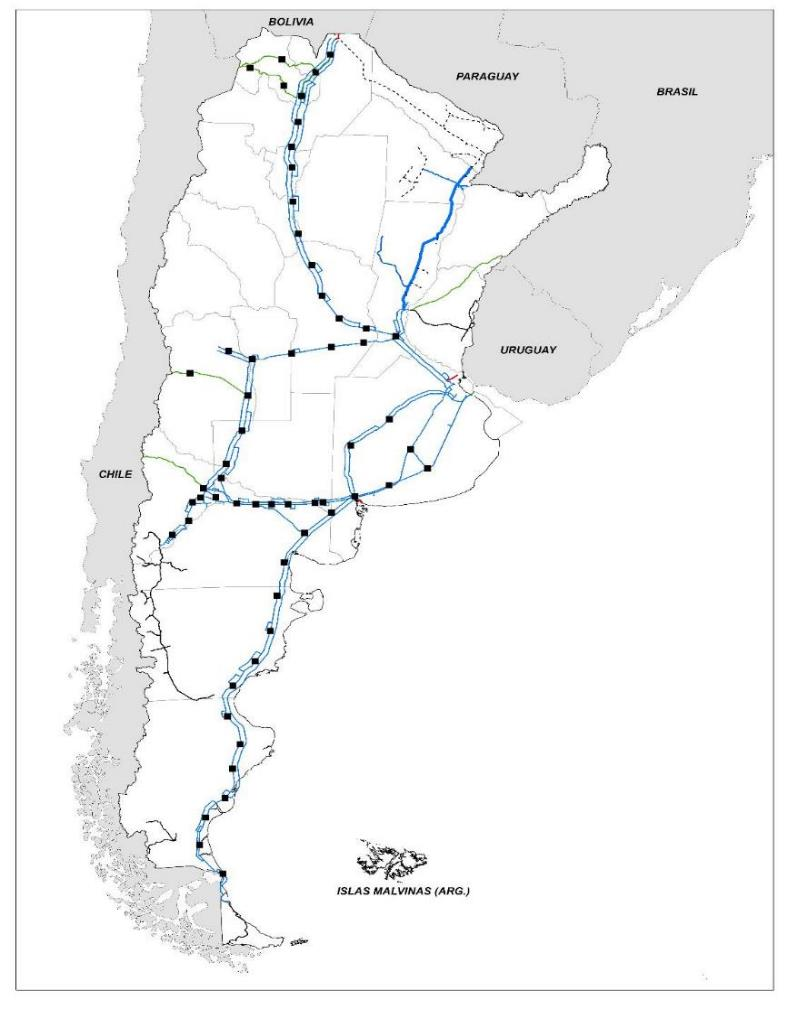 BOLIVIA
PARAGUAY
BRASIL
URUGUAY
CHILE
ISLAS MALVINAS (ARG.)